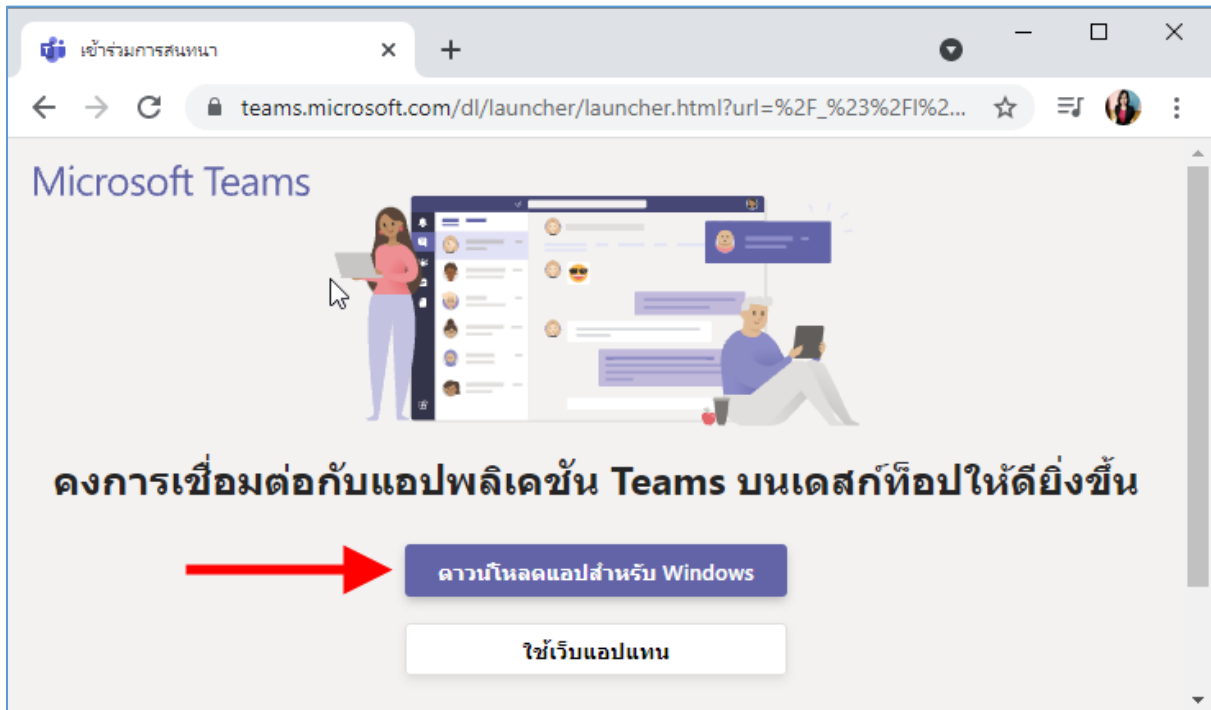 เข้าร่วมการสนทนา
teams.microsoft.com/dl/launcher/launcher.html?url=%2F_%23%2Fl%2...
Microsoft Teams
คงการเชื่อมต่อกับแอปพลิเคชัน Teams บนเดสก์ท็อปให้ดียิ่งขึ้น
ดาวน์โหลดแอปสำหรับ Windows
ใช้เว็บแอปแทน